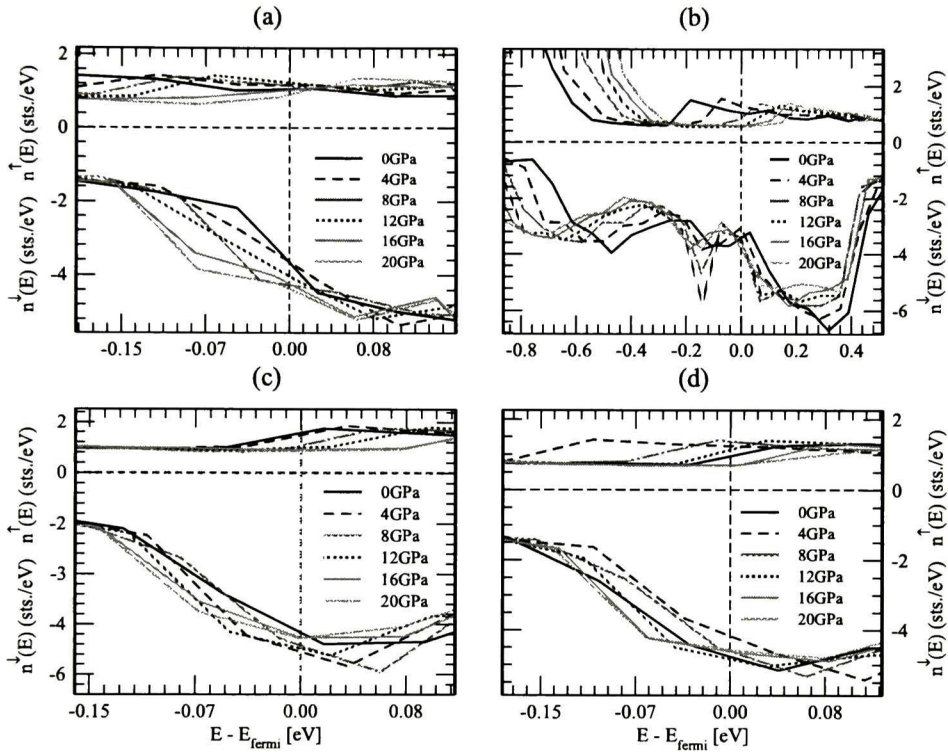 (a)
(b)
2
0
-2
-4
n↓(E) (sts./eV) n↑(E) (sts./eV)
0GPa
4GPa
8GPa
12GPa
16GPa
20GPa
-0.15
-0.07
0.00
0.08
2
0
-2
-4
-6
n↓(E) (sts./eV) n↑(E) (sts./eV)
0GPa
4GPa
8GPa
12GPa
16GPa
20GPa
-0.8
-0.6
-0.4
-0.2
0.0
0.2
0.4
(c)
(d)
2
0
-2
-3
-6
n↓(E) (sts./eV) n↑(E) (sts./eV)
0GPa
4GPa
8GPa
12GPa
16GPa
20GPa
-0.15
-0.07
0.00
0.08
E - Efermi [eV]
2
0
-2
-5
n↓(E) (sts./eV) n↑(E) (sts./eV)
0GPa
4GPa
8GPa
12GPa
16GPa
20GPa
-0.15
-0.07
0.00
0.08
E - Efermi [eV]